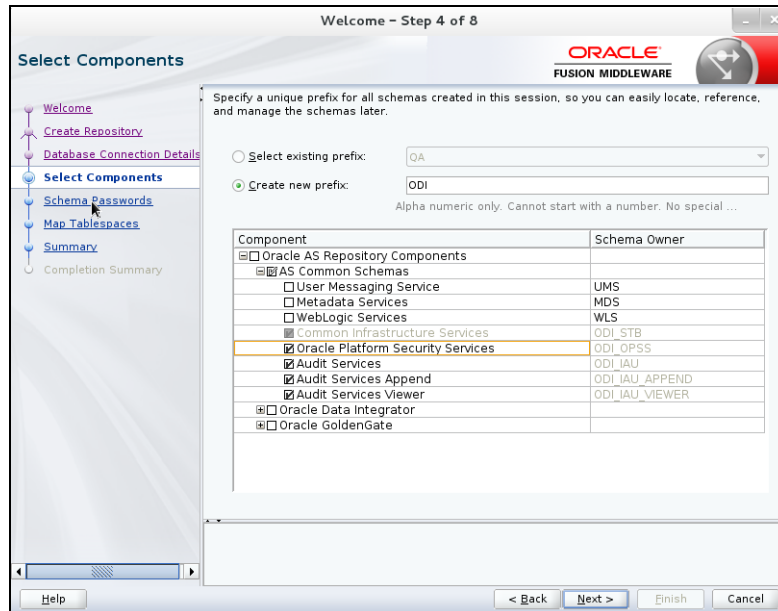 Welcome - Step 4 of 8
Select Components
ORACLE
FUSION MIDDLEWARE
Welcome
Create Repository
Database Connection Details
Select Components
Schema Passwords
Map Tablespaces
Summary
Completion Summary
Specify a unique prefix for all schemas created in this session, so you can easily locate, reference,
and manage the schemas later.
Select existing prefix: QA
Create new prefix: ODI
Alpha numeric only. Cannot start with a number. No special ...
Component Schema Owner
Oracle AS Repository Components
AS Common Schemas
User Messaging Service UMS
Metadata Services MDS
WebLogic Services WLS
Common Infrastructure Services ODI_STB
Oracle Platform Security Services ODI_OPSS
Audit Services ODI_IAU
Audit Services Append ODI_IAU_APPEND
Audit Services Viewer ODI_IAU_VIEWER
Oracle Data Integrator
Oracle GoldenGate
Help < Back Next > Finish Cancel